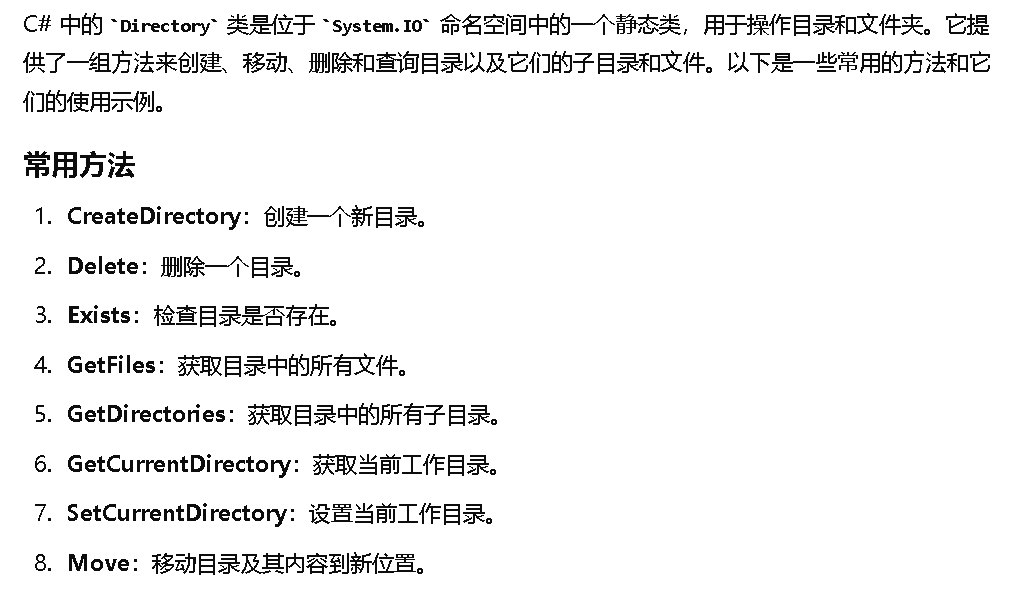 C# 中的 `Directory` 类是位于 `System.IO` 命名空间中的一个静态类，用于操作目录和文件夹。它提
供了一组方法来创建、移动、删除和查询目录以及它们的子目录和文件。以下是一些常用的方法和它
们的使用示例。
常用方法
1. CreateDirectory：创建一个新目录。
2. Delete：删除一个目录。
3. Exists：检查目录是否存在。
4. GetFiles：获取目录中的所有文件。
5. GetDirectories：获取目录中的所有子目录。
6. GetCurrentDirectory：获取当前工作目录。
7. SetCurrentDirectory：设置当前工作目录。
8. Move：移动目录及其内容到新位置。